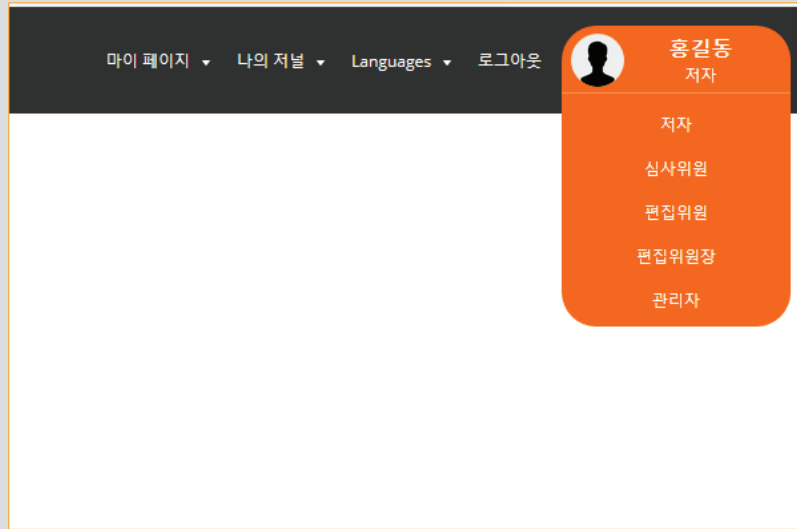 마이 페이지 나의 저널 Languages 로그아웃
홍길동
저자
저자
심사위원
편집위원
편집위원장
관리자